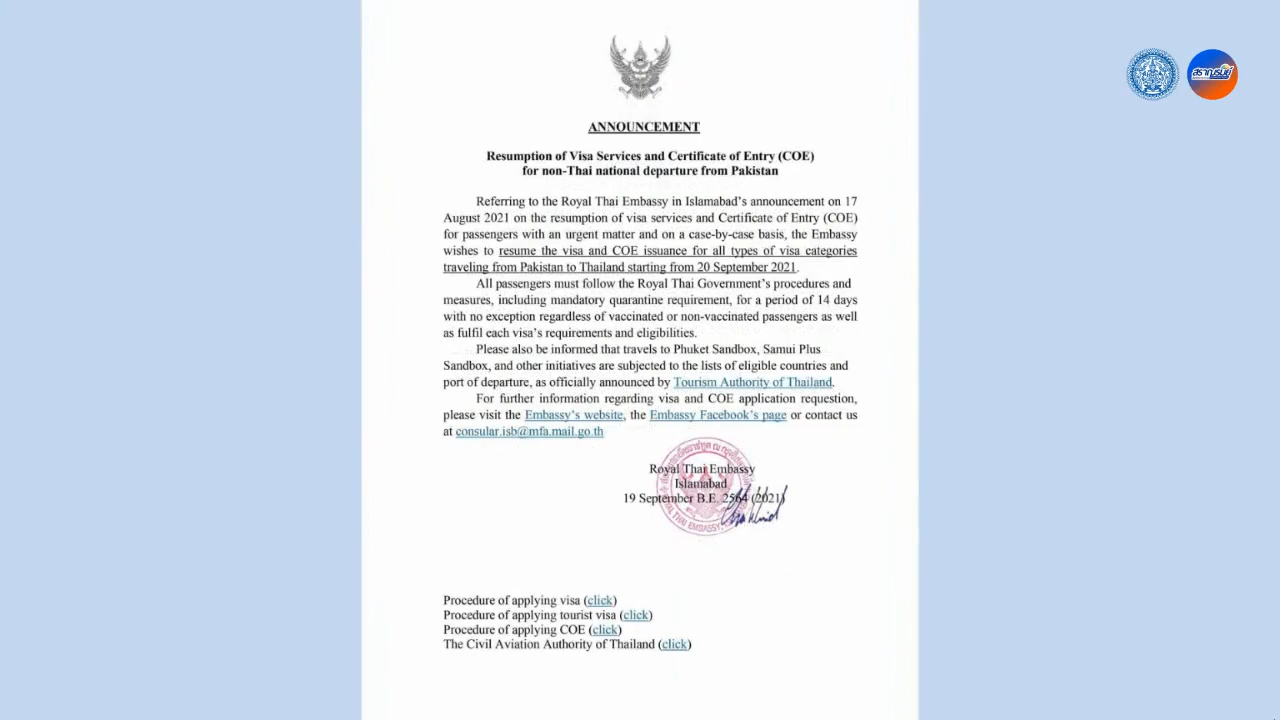 สราญรมย์
ANNOUNCEMENT
Resumption of Visa Services and Certificate of Entry (COE)
for non-Thai national departure from Pakistan
Referring to the Royal Thai Embassy in Islamabad's announcement on 17
August 2021 on the resumption of visa services and Certificate of Entry (COE)
for passengers with an urgent matter and on a case-by-case basis, the Embassy
wishes to resume the visa and COE issuance for all types of visa categories
traveling from Pakistan to Thailand starting from 20 September 2021.
All passengers must follow the Royal Thai Government's procedures and
measures, including mandatory quarantine requirement, for a period of 14 days
with no exception regardless of vaccinated or non-vaccinated passengers as well
as fulfil each visa's requirements and eligibilities.
Please also be informed that travels to Phuket Sandbox, Samui Plus
Sandbox, and other initiatives are subjected to the lists of eligible countries and
port of departure, as officially announced by Tourism Authority of Thailand.
For further information regarding visa and COE application requestion,
please visit the Embassy's website, the Embassy Facebook's page or contact us
at consular.isb@mfa.mail.go.th
Royal Thai Embassy
Islamabad
19 September B.E. 2564 (2021)
ROYAL THAI EMBASSY
Procedure of applying visa (click)
Procedure of applying tourist visa (click)
Procedure of applying COE (click)
The Civil Aviation Authority of Thailand (click)